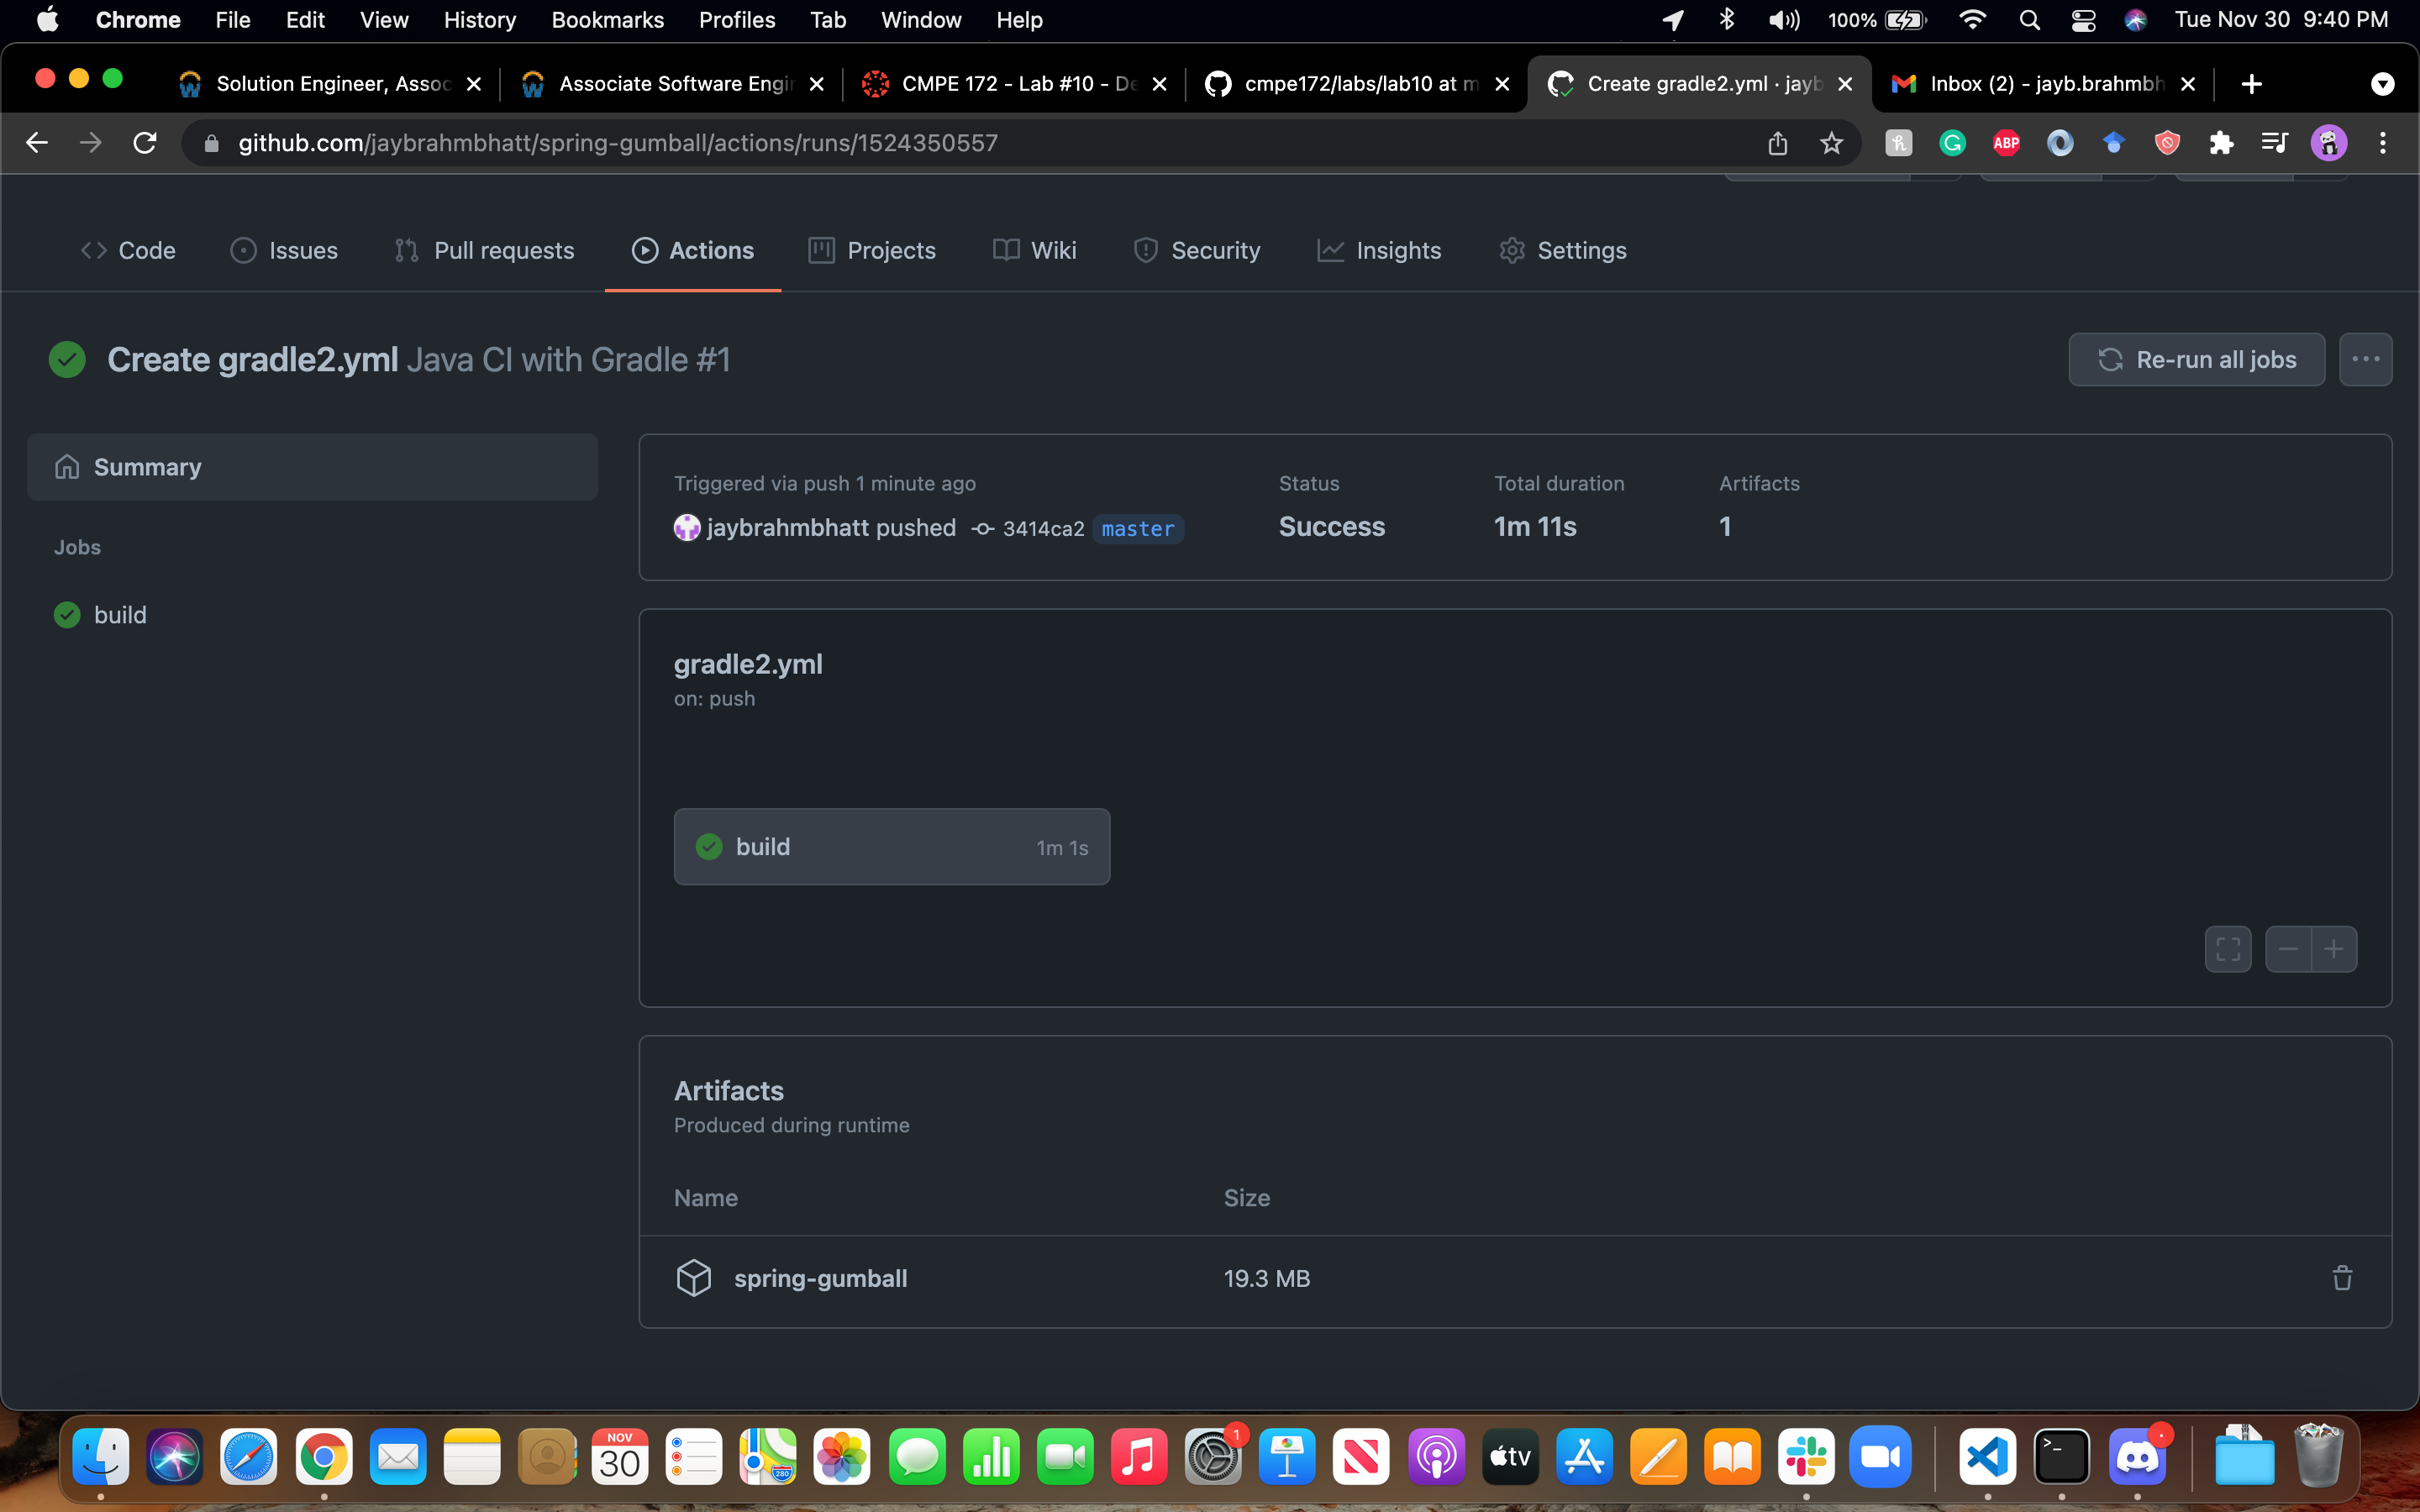 Chrome File Edit View History Bookmarks Profiles Tab Window Help 100% Tue Nov 30 9:40 PM
Solution Engineer, Assoc Associate Software Engin CMPE 172 - Lab #10 - De cmpe172/labs/lab10 at m Create gradle2.yml · jayb Inbox (2) - jayb.brahmbh
github.com/jaybrahmbhatt/spring-gumball/actions/runs/1524350557 ABP
Code Issues Pull requests Actions Projects Wiki Security Insights Settings
Create gradle2.yml Java CI with Gradle #1 Re-run all jobs
Summary
Jobs
build
Triggered via push 1 minute ago Status Total duration Artifacts
jaybrahmbhatt pushed 3414ca2 master Success 1m 11s 1
gradle2.yml
on: push
build 1m 1s
Artifacts
Produced during runtime
Name Size
spring-gumball 19.3 MB
NOV
30
280
tv
1